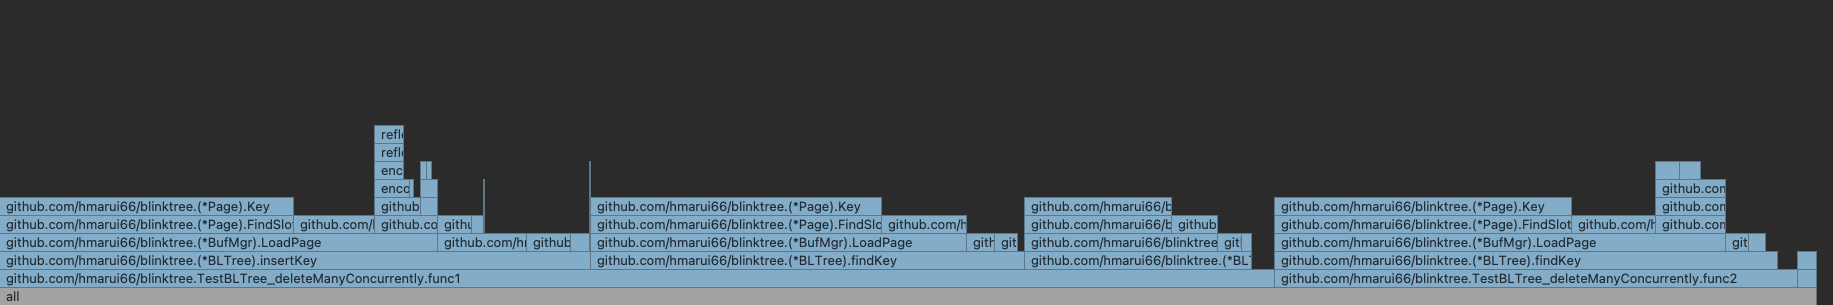 refl
refl
enc
enco github.con
github.com/hmarui66/blinktree.(*Page).Key github github.com/hmarui66/blinktree.(*Page).Key github.com/hmarui66/b github.com/hmarui66/blinktree.(*Page).Key github.con
github.com/hmarui66/blinktree.(*Page).FindSlo github.com/ github.co githu github.com/hmarui66/blinktree.(*Page).FindSlo github.com/h github.com/hmarui66/b github github.com/hmarui66/blinktree.(*Page).FindSlot github.com/h github.con
github.com/hmarui66/blinktree.(*BufMgr).LoadPage github.com/h github github.com/hmarui66/blinktree.(*BufMgr).LoadPage gith git github.com/hmarui66/blinktree git github.com/hmarui66/blinktree.(*BufMgr).LoadPage git
github.com/hmarui66/blinktree.(*BLTree).insertKey github.com/hmarui66/blinktree.(*BLTree).findKey github.com/hmarui66/blinktree.(*BLT github.com/hmarui66/blinktree.(*BLTree).findKey
github.com/hmarui66/blinktree.TestBLTree_deleteManyConcurrently.func1 github.com/hmarui66/blinktree.TestBLTree_deleteManyConcurrently.func2
all